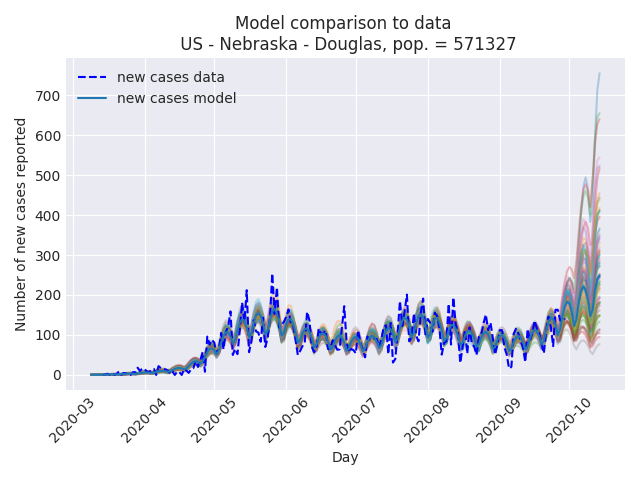 Model comparison to data
US - Nebraska - Douglas, pop. = 571327
new cases data
new cases model
Number of new cases reported
700
600
500
400
300
200
100
0
2020-03
2020-04
2020-05
2020-06
2020-07
2020-08
2020-09
2020-10
Day